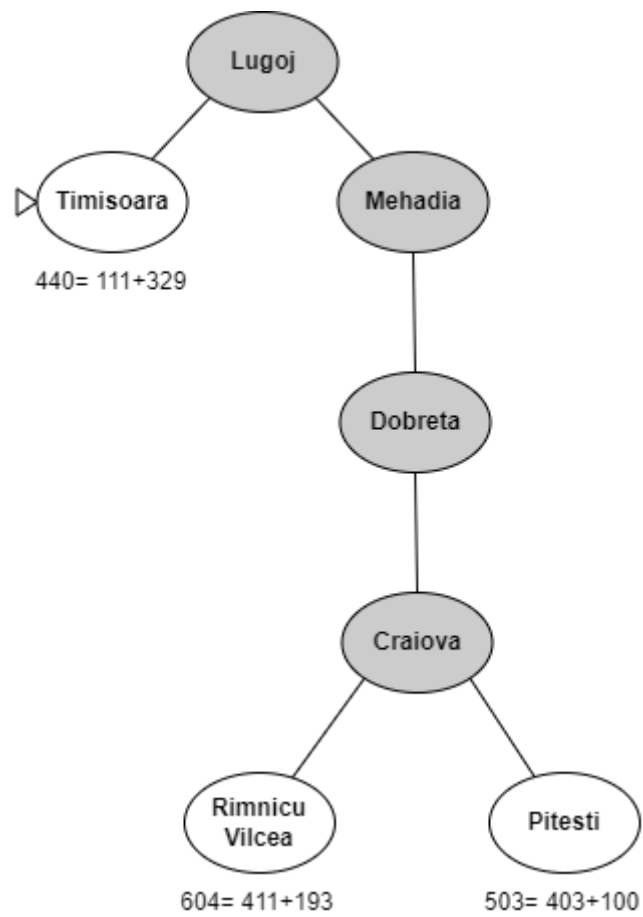 Lugoj
Timisoara
Mehadia
440= 111+329
Dobreta
Craiova
Rimnicu
Vilcea
Pitesti
604= 411+193
503= 403+100